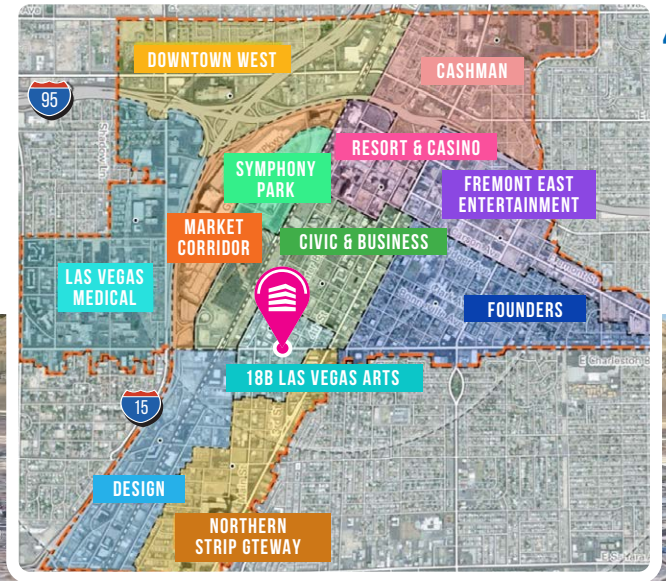 DOWNTOWN WEST
CASHMAN
95
RESORT & CASINO
SYMPHONY
PARK
FREMONT EAST
ENTERTAINMENT
MARKET
CORRIDOR
CIVIC & BUSINESS
LAS VEGAS
MEDICAL
FOUNDERS
E Charleston B
18B LAS VEGAS ARTS
15
DESIGN
NORTHERN
STRIP GTEWAY